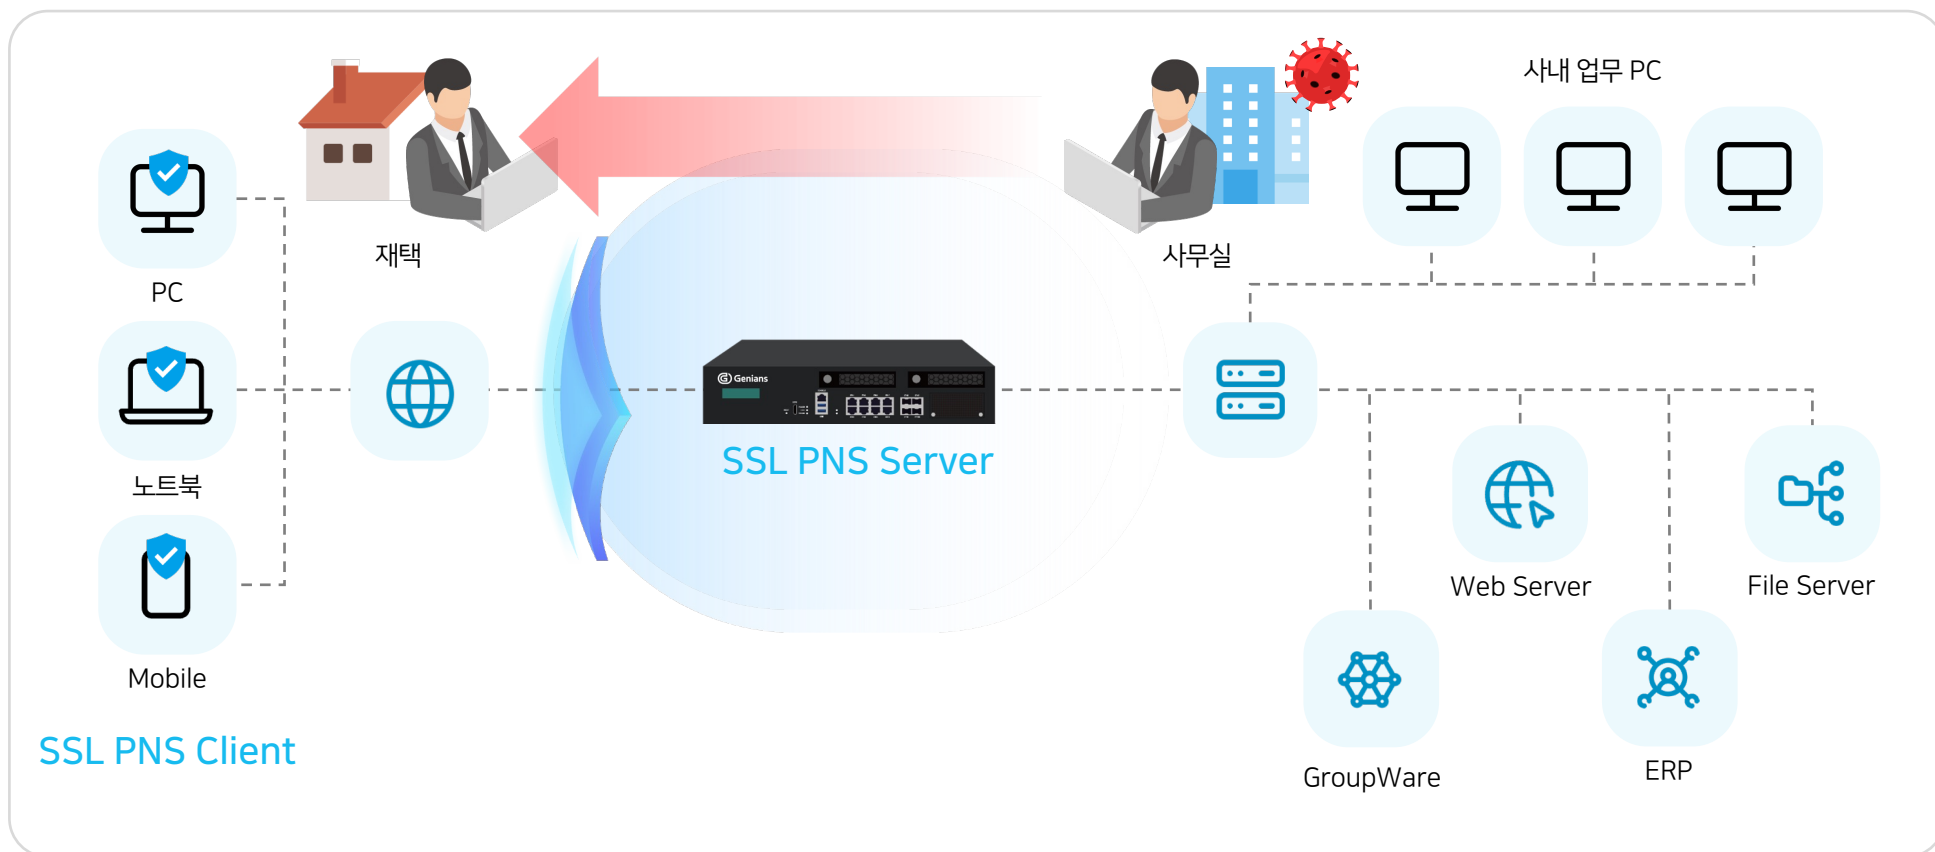 사내 업무 PC
재택
사무실
PC
Genians
SSL PNS Server
노트북
Web Server
File Server
Mobile
SSL PNS Client
GroupWare
ERP